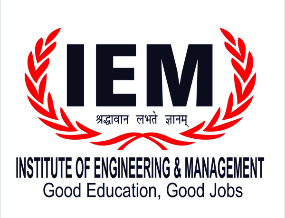 IEM
श्रद्धावान लभते ज्ञानम्
INSTITUTE OF ENGINEERING & MANAGEMENT
Good Education, Good Jobs